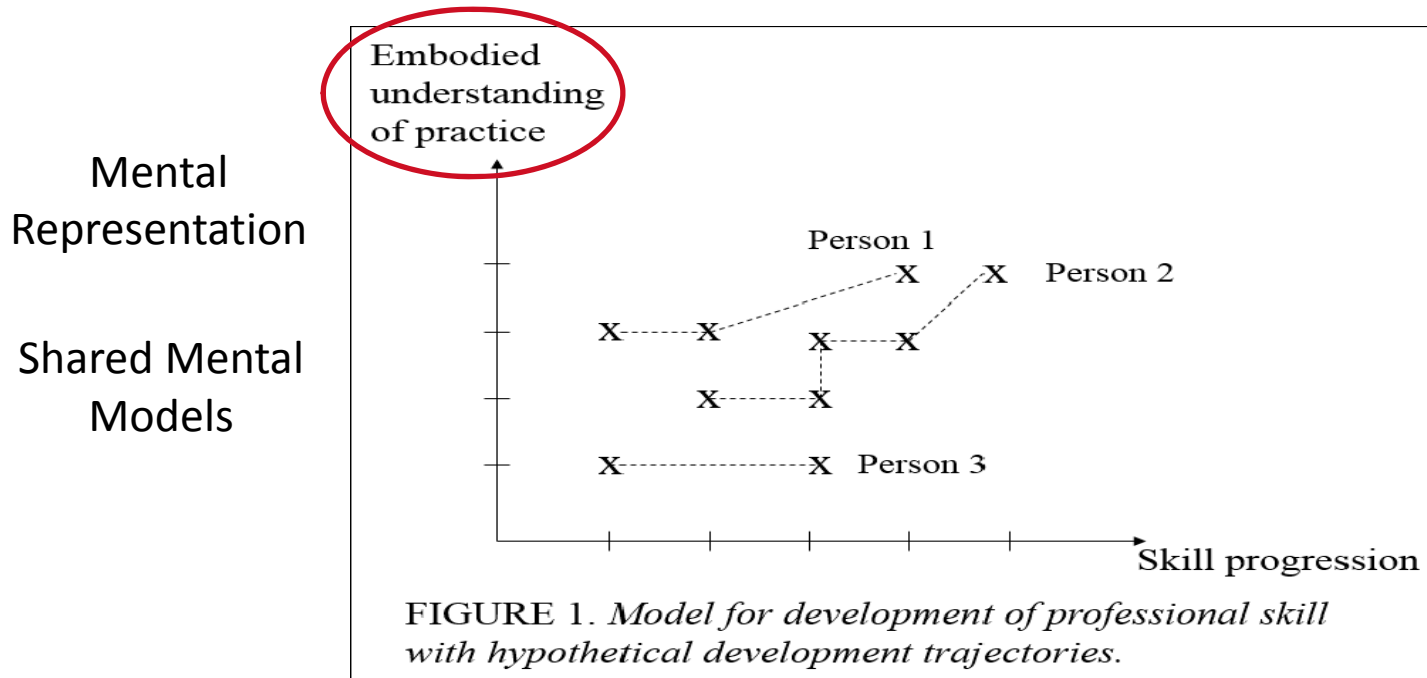 Embodied
understanding
of practice
Mental
Representation
Shared Mental
Models
Person 1
X
X
Person 2
X
X
X
X
X
X
X
X
Person 3
Skill progression
FIGURE 1. Model for development of professional skill
with hypothetical development trajectories.